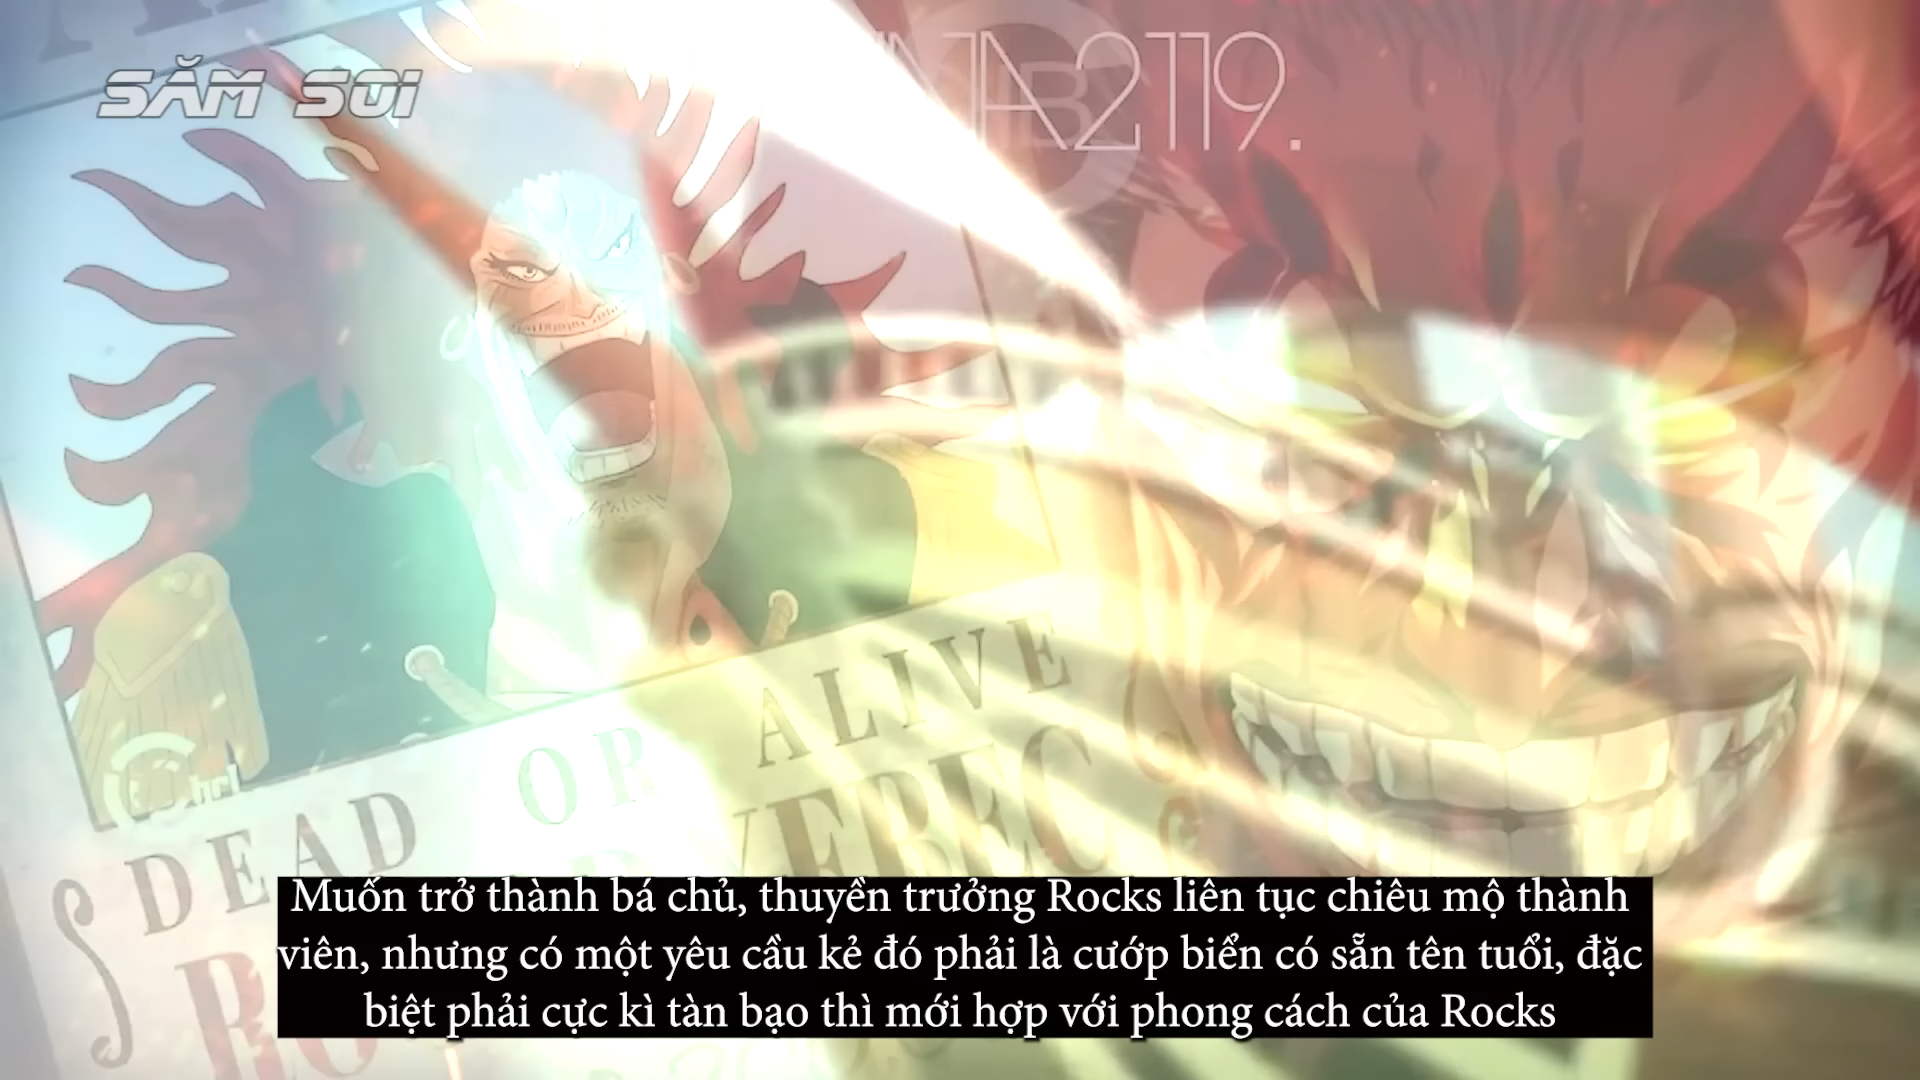 SĂM SOI
NA2119.
DEAD OR ALIVE
Muốn trở thành bá chủ, thuyền trưởng Rocks liên tục chiêu mộ thành
viên, nhưng có một yêu cầu kẻ đó phải là cướp biển có sẵn tên tuổi, đặc
biệt phải cực kì tàn bạo thì mới hợp với phong cách của Rocks